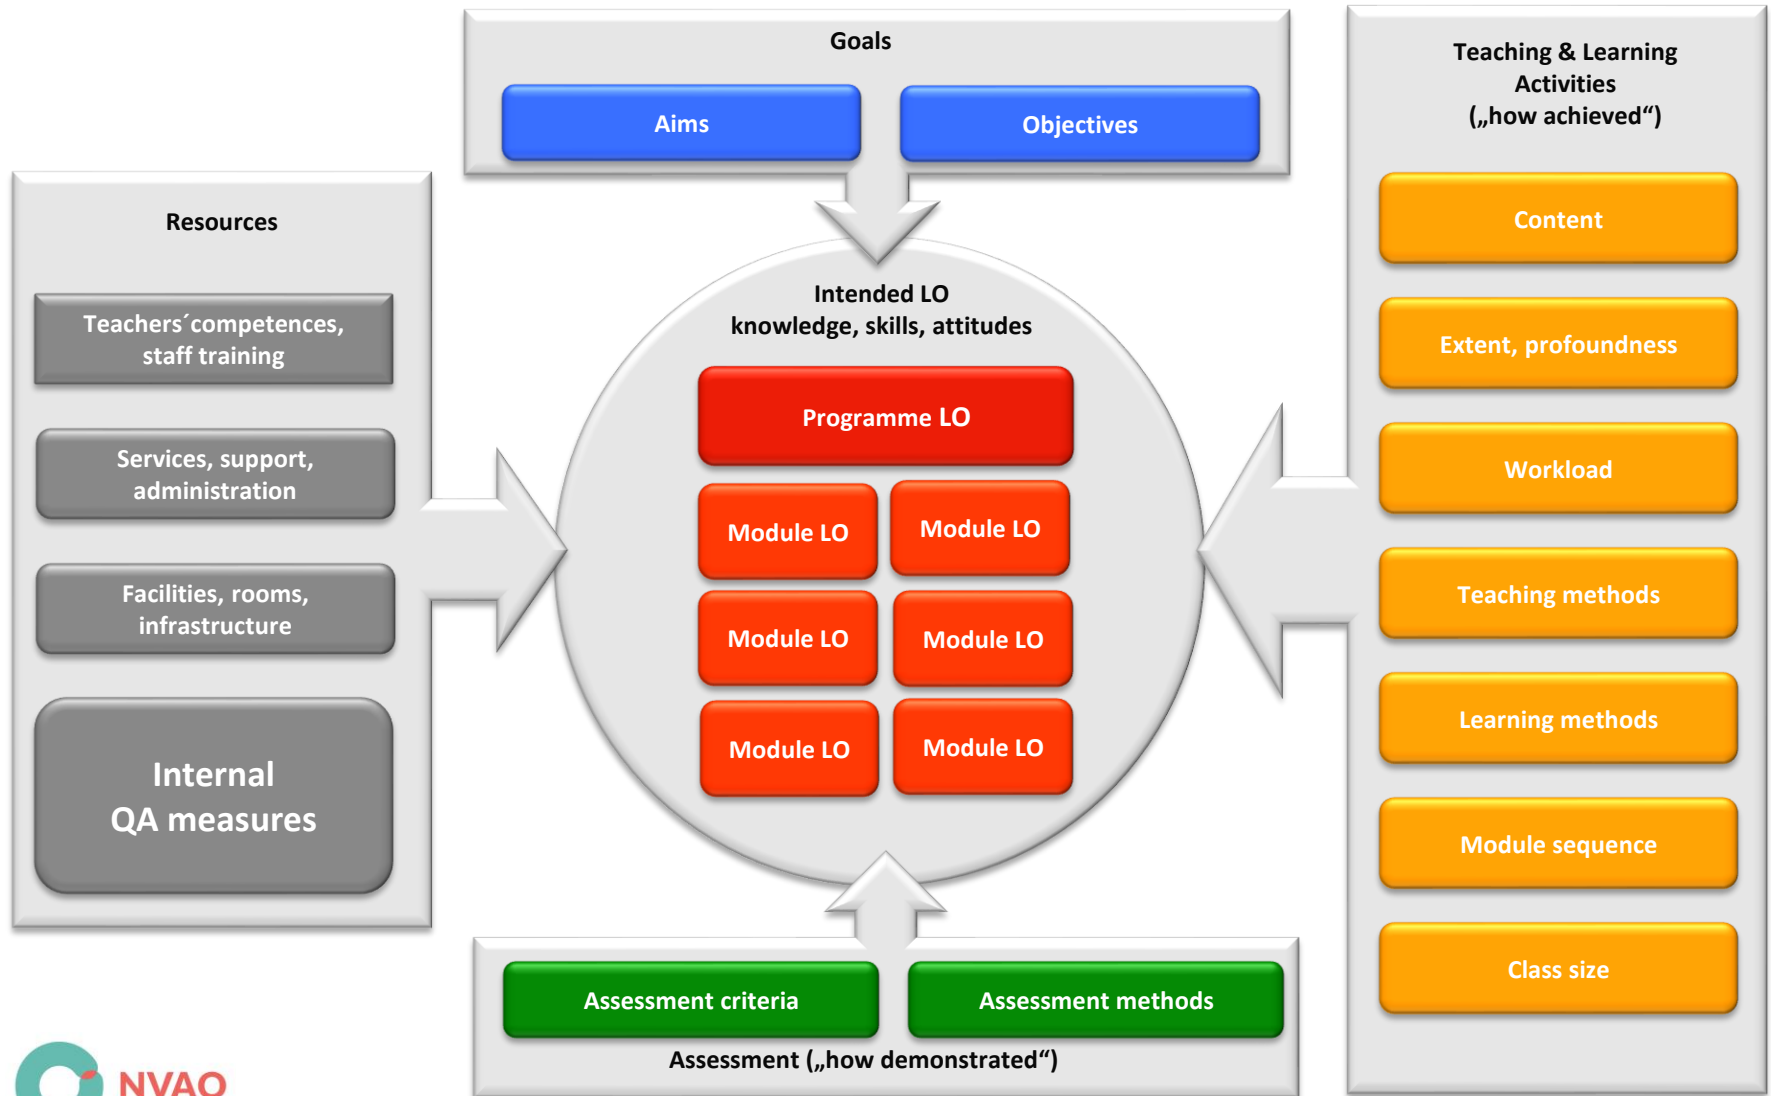 Goals
Aims
Objectives
Resources
Teachers´competences,
staff training
Services, support,
administration
Facilities, rooms,
infrastructure
Internal
QA measures
Intended LO
knowledge, skills, attitudes
Programme LO
Module LO
Module LO
Module LO
Module LO
Module LO
Module LO
Assessment criteria
Assessment methods
Assessment („how demonstrated“)
Teaching & Learning
Activities
(„how achieved“)
Content
Extent, profoundness
Workload
Teaching methods
Learning methods
Module sequence
Class size
NVAO